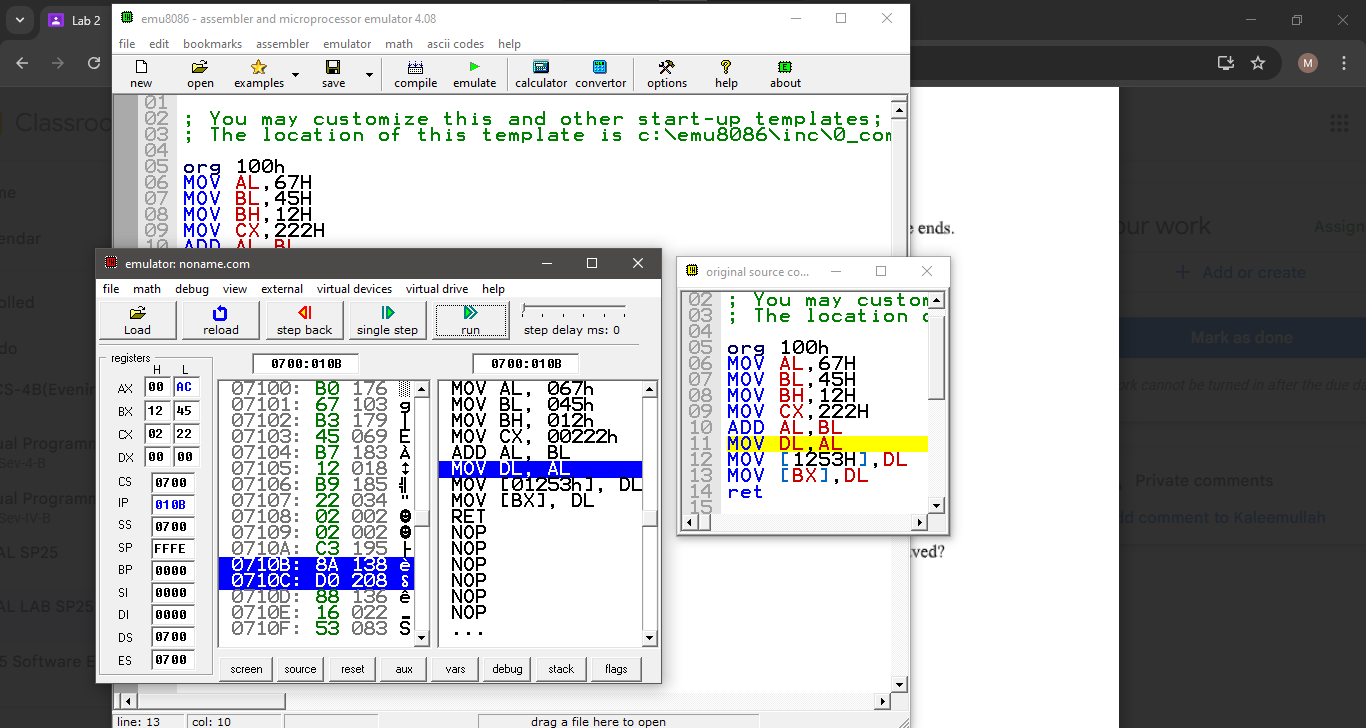 Lab 2
emu8086 - assembler and microprocessor emulator 4.08
file edit bookmarks assembler emulator math ascii codes help
new open examples save compile emulate calculator convertor options help about
M
Classroo
01
02 ; You may customize this and other start-up templates;
03 ; The location of this template is c:\emu8086\inc\0_com
04
05 org 100h
06 MOV AL,67H
07 MOV BL,45H
08 MOV BH,12H
09 MOV CX,222H
10 ADD AL,BL
e ends.
our work Assign
+ Add or create
Mark as done
ork cannot be turned in after the due da
Private comments
dd comment to Kaleemullah
ved?
me
endar
olled
do
CS-4B(Evenin
ual Programm
Sev-4-B
ual Programm
Sev-IV-B
AL SP25
AL LAB SP25
5 Software E
emulator: noname.com
file math debug view external virtual devices virtual drive help
Load reload step back single step run step delay ms: 0
registers
H L
AX 00 AC
BX 12 45
CX 02 22
DX 00 00
CS 0700
IP 010B
SS 0700
SP FFFE
BP 0000
SI 0000
DI 0000
DS 0700
ES 0700
0700:010B
07100: B0 176 ░
07101: 67 103 g
07102: B3 179 │
07103: 45 069 E
07104: B7 183 À
07105: 12 018 ↕
07106: B9 185 ╣
07107: 22 034 "
07108: 02 002 ☻
07109: 02 002 ☻
0710A: C3 195 ├
0710B: 8A 138 è
0710C: D0 208 ð
0710D: 88 136 ê
0710E: 16 022 ▬
0710F: 53 083 S
0700:010B
MOV AL, 067h
MOV BL, 045h
MOV BH, 012h
MOV CX, 00222h
ADD AL, BL
MOV DL, AL
MOV [01253h], DL
MOV [BX], DL
RET
NOP
NOP
NOP
NOP
NOP
NOP
...
screen source reset aux vars debug stack flags
original source co...
02 ; You may custom
03 ; The location o
04
05 org 100h
06 MOV AL,67H
07 MOV BL,45H
08 MOV BH,12H
09 MOV CX,222H
10 ADD AL,BL
11 MOV DL,AL
12 MOV [1253H],DL
13 MOV [BX],DL
14 ret
15
line: 13 col: 10 drag a file here to open